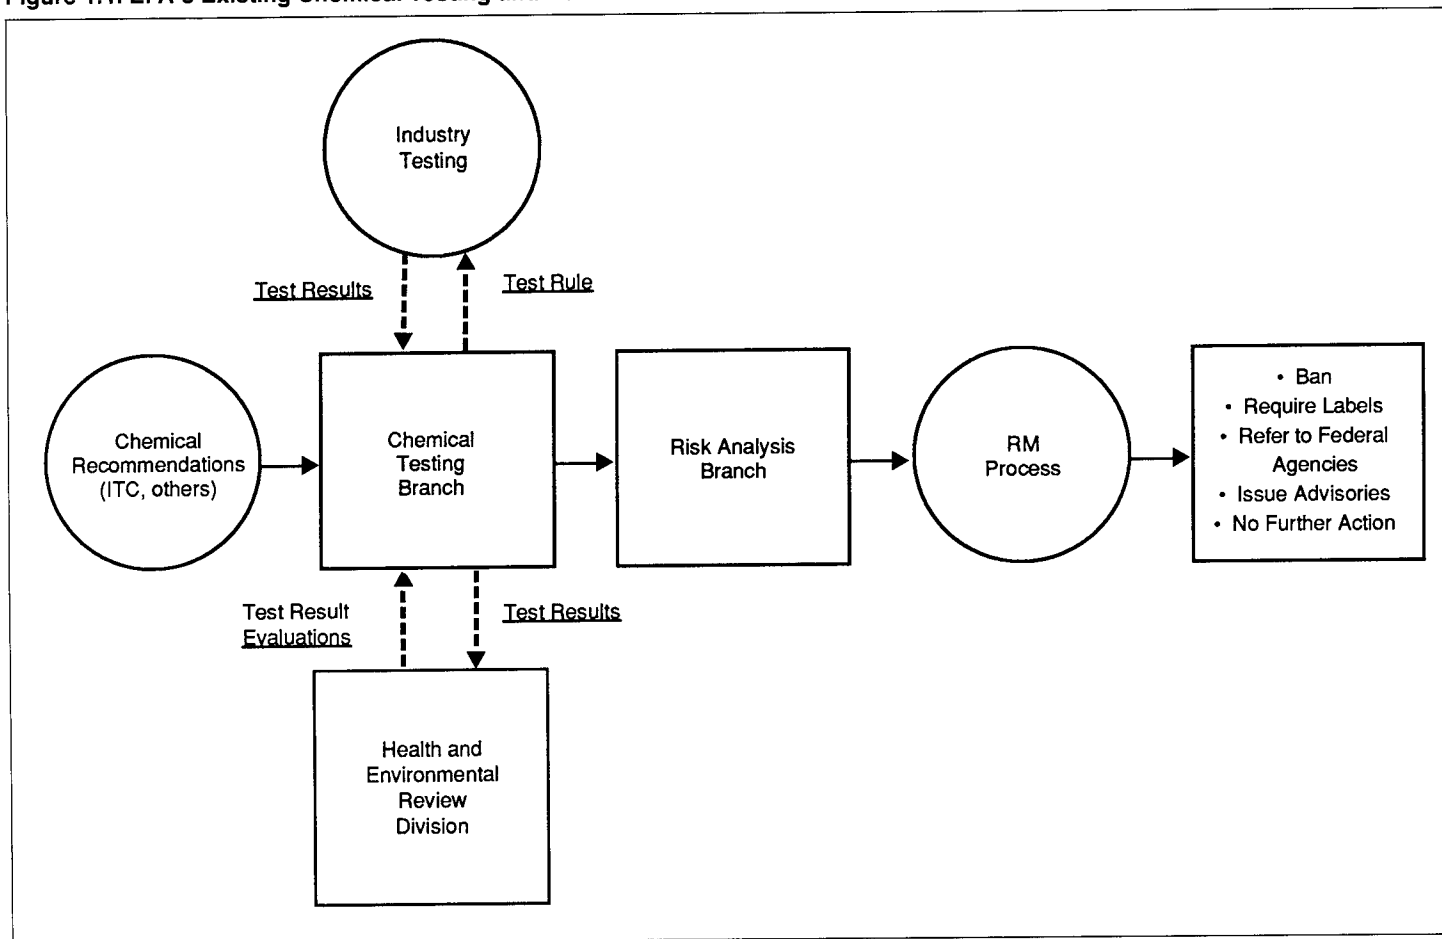 Industry
Testing
Test Results
Test Rule
Chemical
Recommendations
(ITC, others)
Chemical
Testing
Branch
Risk Analysis
Branch
RM
Process
• Ban
• Require Labels
• Refer to Federal
Agencies
• Issue Advisories
• No Further Action
Test Result
Evaluations
Test Results
Health and
Environmental
Review
Division